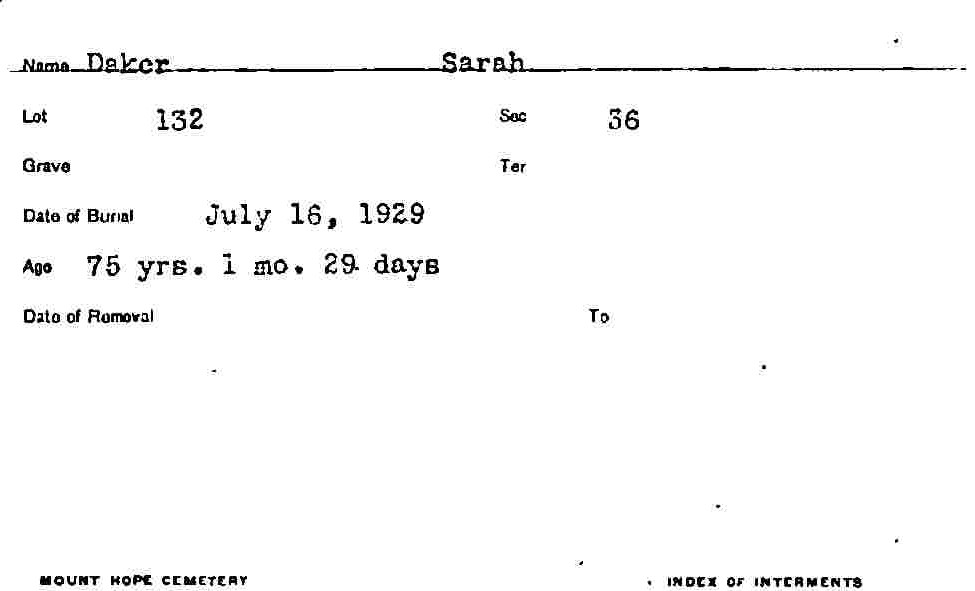 Name Daker Sarah
Lot 132 Sec 36
Grave Ter
Date of Burial July 16, 1929
Age 75 yrs. 1 mo. 29 days
Date of Removal To
MOUNT HOPE CEMETERY INDEX OF INTERMENTS